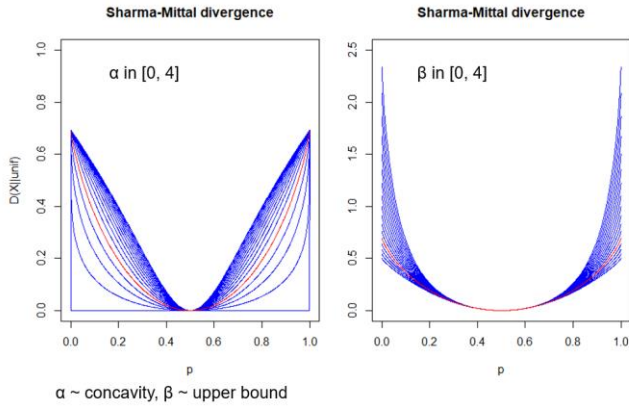 Sharma-Mittal divergence
α in [0, 4]
D(X||unif)
1.0
0.8
0.6
0.4
0.2
0.0
0.0 0.2 0.4 0.6 0.8 1.0
p
Sharma-Mittal divergence
β in [0, 4]
2.5
2.0
1.5
1.0
0.5
0.0
0.0 0.2 0.4 0.6 0.8 1.0
p
α ~ concavity, β ~ upper bound